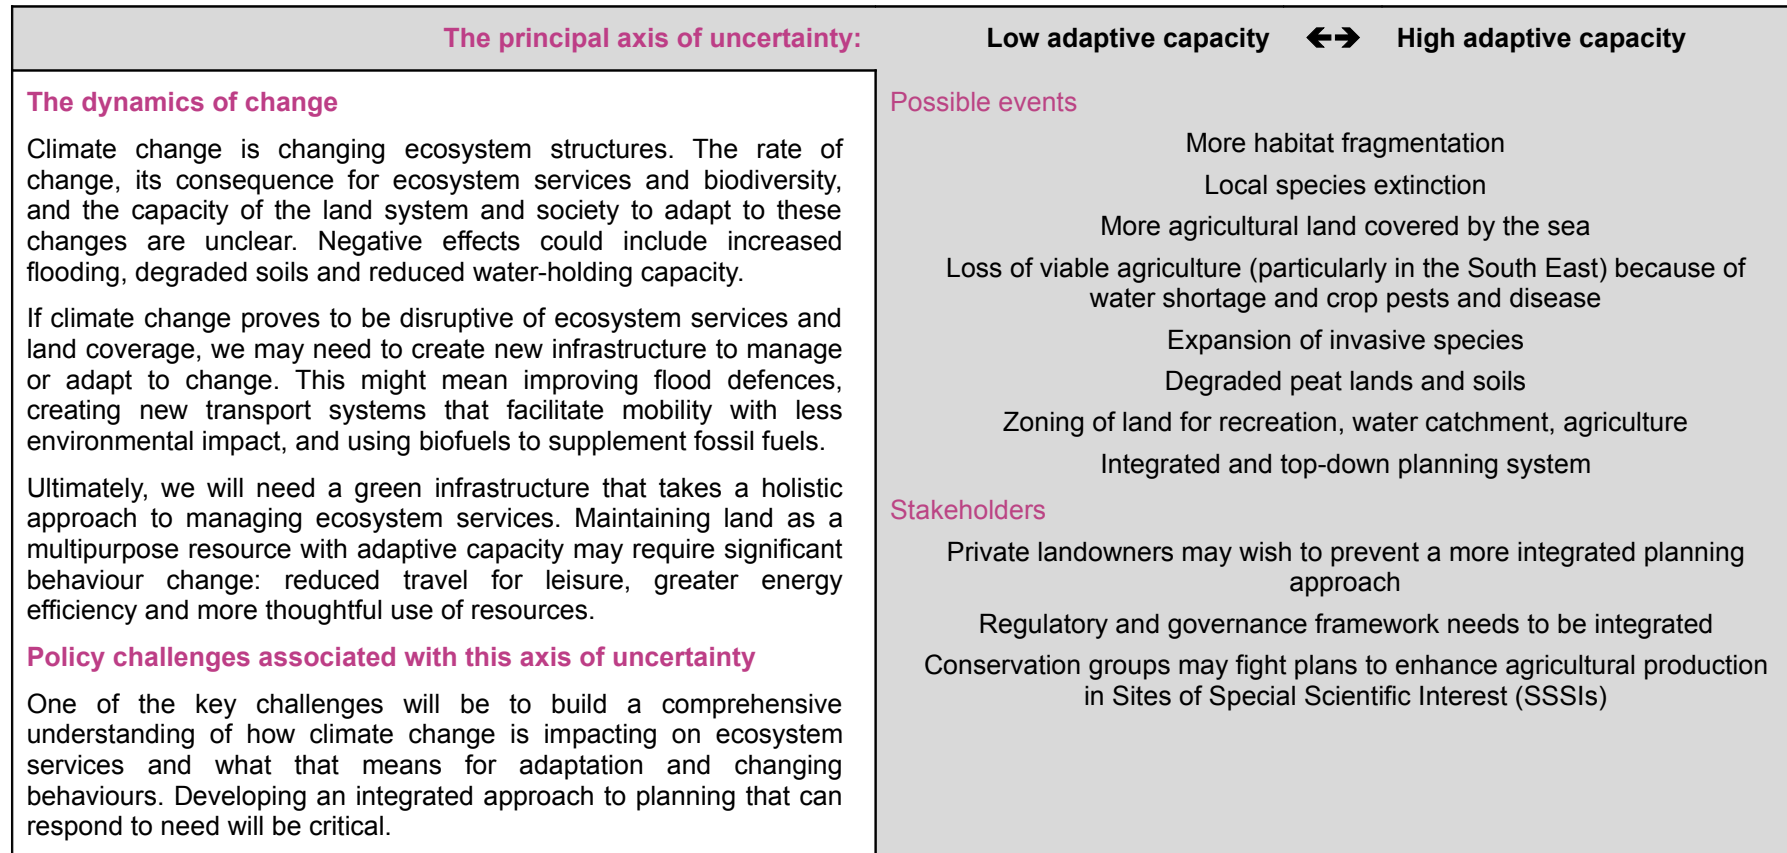 The principal axis of uncertainty: Low adaptive capacity 🡸🡺 High adaptive capacity
The dynamics of change
Climate change is changing ecosystem structures. The rate of
change, its consequence for ecosystem services and biodiversity,
and the capacity of the land system and society to adapt to these
changes are unclear. Negative effects could include increased
flooding, degraded soils and reduced water-holding capacity.
If climate change proves to be disruptive of ecosystem services and
land coverage, we may need to create new infrastructure to manage
or adapt to change. This might mean improving flood defences,
creating new transport systems that facilitate mobility with less
environmental impact, and using biofuels to supplement fossil fuels.
Ultimately, we will need a green infrastructure that takes a holistic
approach to managing ecosystem services. Maintaining land as a
multipurpose resource with adaptive capacity may require significant
behaviour change: reduced travel for leisure, greater energy
efficiency and more thoughtful use of resources.
Policy challenges associated with this axis of uncertainty
One of the key challenges will be to build a comprehensive
understanding of how climate change is impacting on ecosystem
services and what that means for adaptation and changing
behaviours. Developing an integrated approach to planning that can
respond to need will be critical.
Possible events
More habitat fragmentation
Local species extinction
More agricultural land covered by the sea
Loss of viable agriculture (particularly in the South East) because of
water shortage and crop pests and disease
Expansion of invasive species
Degraded peat lands and soils
Zoning of land for recreation, water catchment, agriculture
Integrated and top-down planning system
Stakeholders
Private landowners may wish to prevent a more integrated planning
approach
Regulatory and governance framework needs to be integrated
Conservation groups may fight plans to enhance agricultural production
in Sites of Special Scientific Interest (SSSIs)